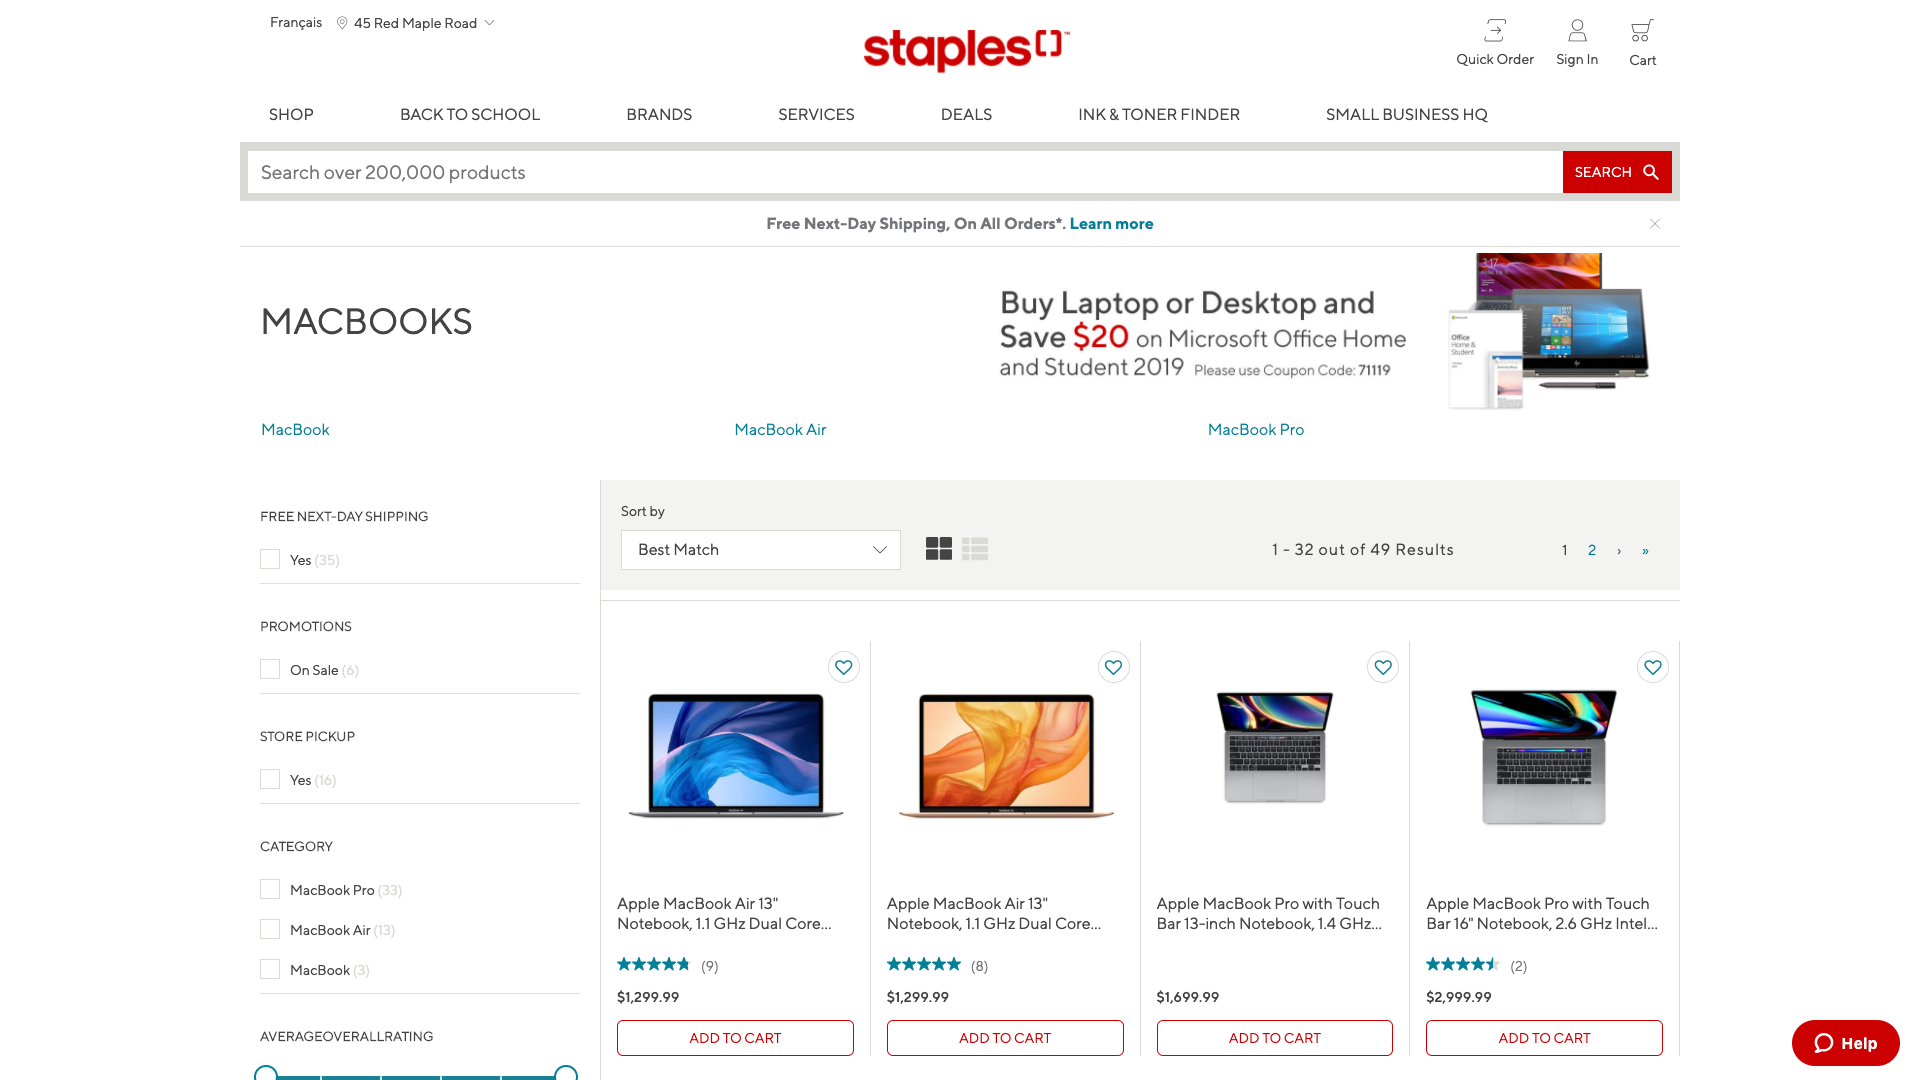 Français
45 Red Maple Road
staples
Quick Order
Sign In
Cart
SHOP
BACK TO SCHOOL
BRANDS
SERVICES
DEALS
INK & TONER FINDER
SMALL BUSINESS HQ
Search over 200,000 products
SEARCH
Free Next-Day Shipping, On All Orders*. Learn more
MACBOOKS
Buy Laptop or Desktop and
Save $20 on Microsoft Office Home
and Student 2019 Please use Coupon Code: 71119
3:17
Office
Home &
Student
MacBook
MacBook Air
MacBook Pro
FREE NEXT-DAY SHIPPING
Yes (35)
PROMOTIONS
On Sale (6)
STORE PICKUP
Yes (16)
CATEGORY
MacBook Pro (33)
MacBook Air (13)
MacBook (3)
AVERAGEOVERALLRATING
Sort by
Best Match
1 - 32 out of 49 Results
1 2 › »
Apple MacBook Air 13"
Notebook, 1.1 GHz Dual Core...
(9)
$1,299.99
ADD TO CART
Apple MacBook Air 13"
Notebook, 1.1 GHz Dual Core...
(8)
$1,299.99
ADD TO CART
Apple MacBook Pro with Touch
Bar 13-inch Notebook, 1.4 GHz...
$1,699.99
ADD TO CART
Apple MacBook Pro with Touch
Bar 16" Notebook, 2.6 GHz Intel...
(2)
$2,999.99
ADD TO CART
Help